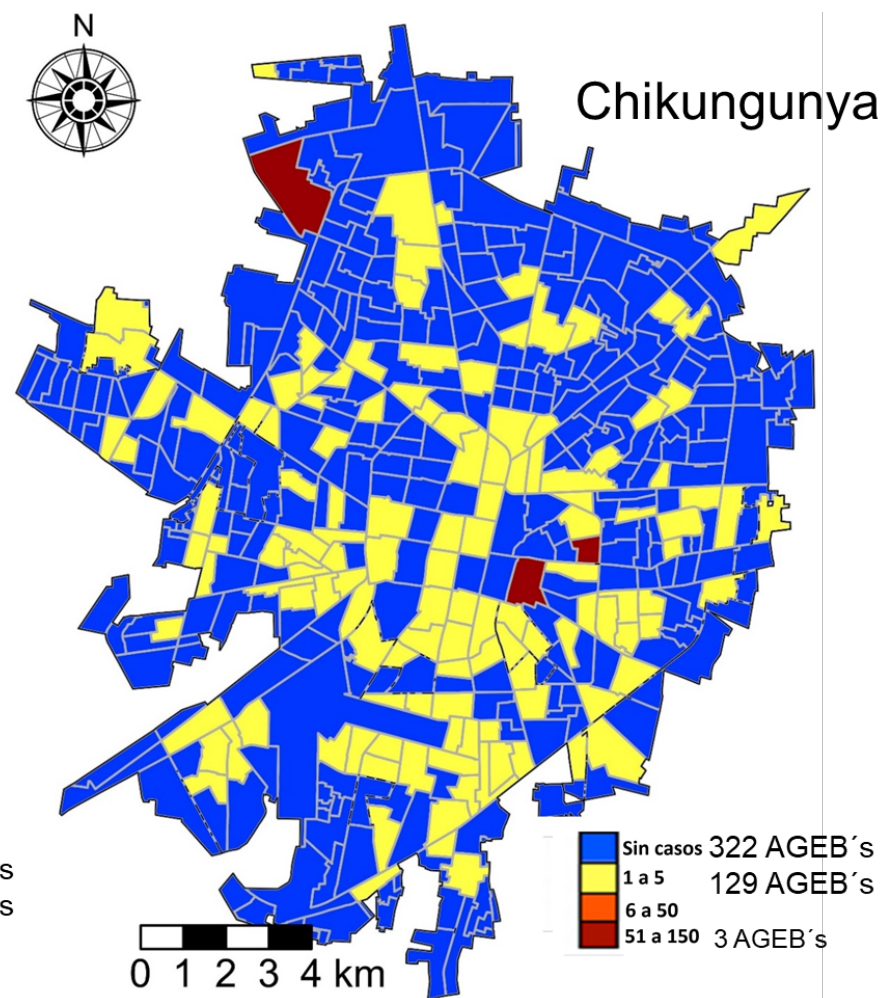 N
Chikungunya
Sin casos 322 AGEB´s
1 a 5 129 AGEB´s
6 a 50
51 a 150 3 AGEB´s
s
s
0 1 2 3 4 km